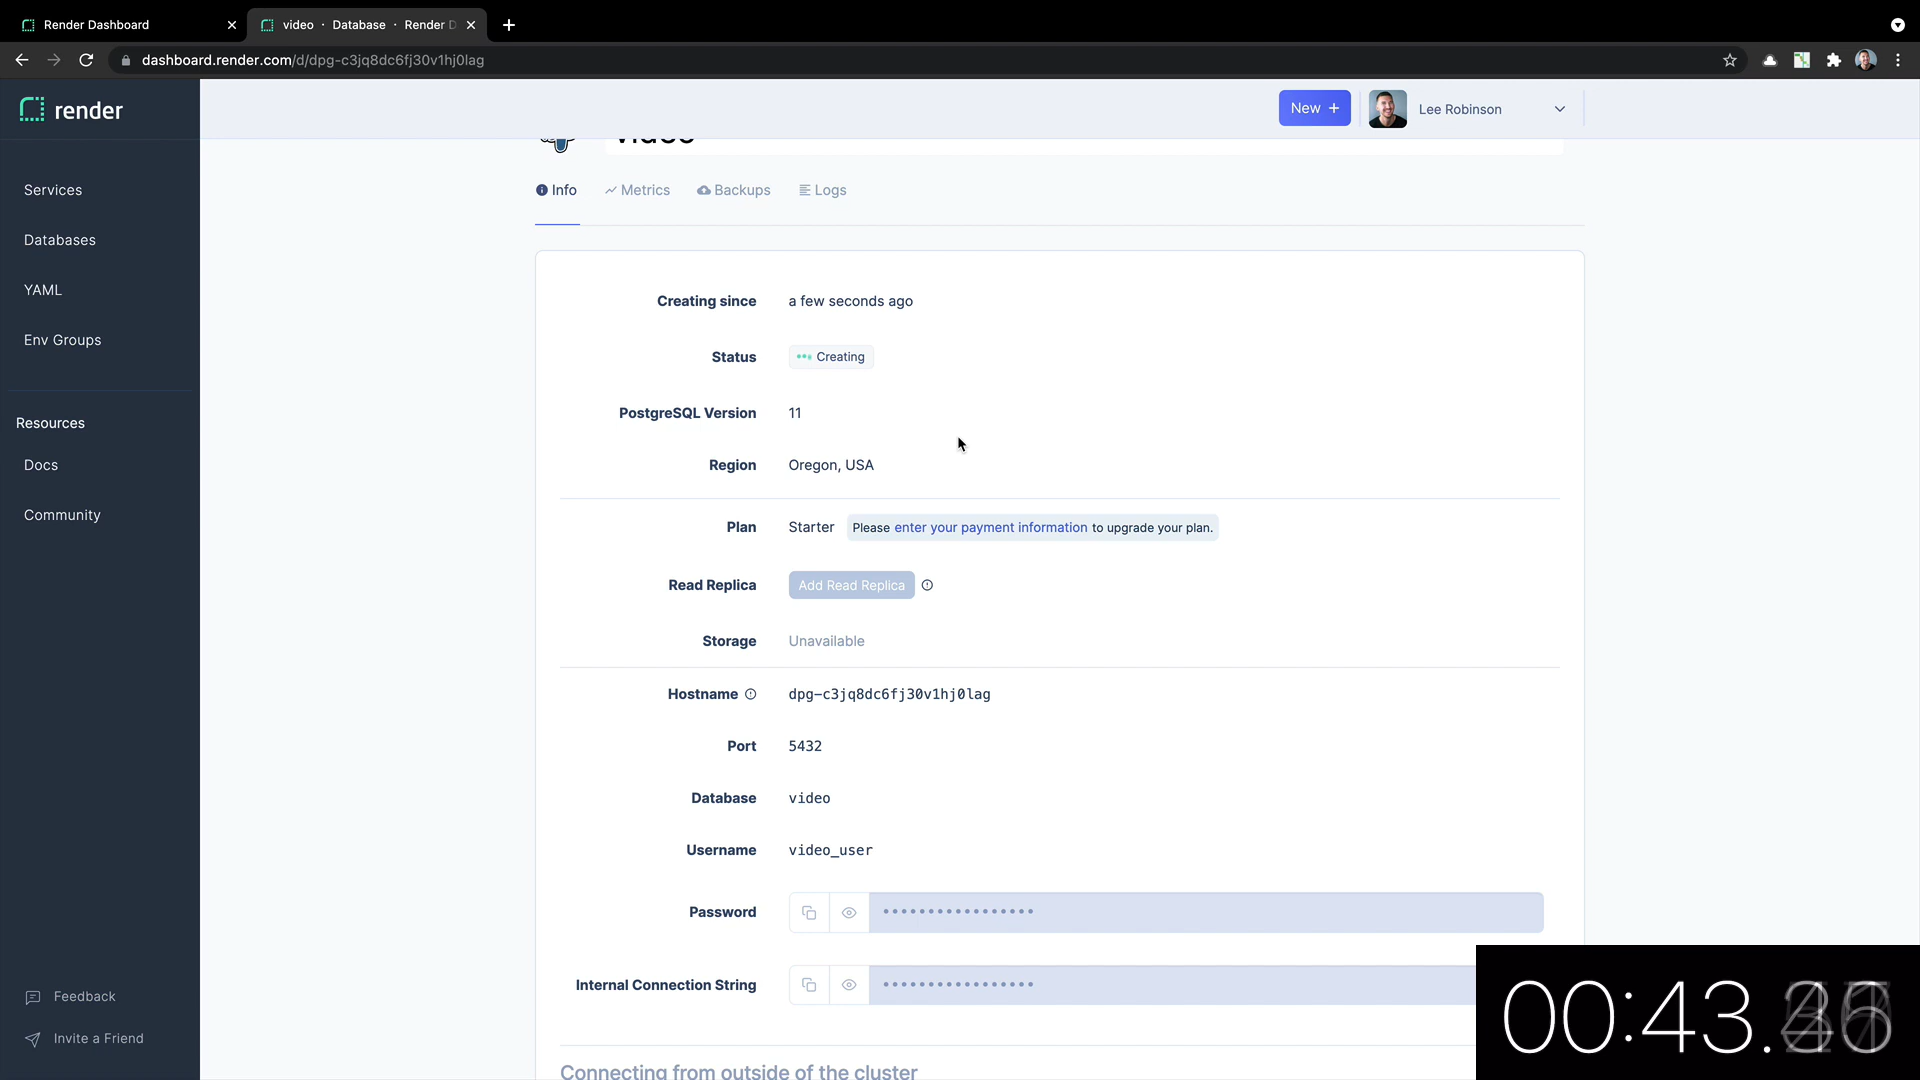 Render Dashboard
video · Database · Render D
dashboard.render.com/d/dpg-c3jq8dc6fj30v1hj0lag
render
New +
Lee Robinson
video
Services
Databases
YAML
Env Groups
Resources
Docs
Community
Feedback
Invite a Friend
Info
Metrics
Backups
Logs
Creating since a few seconds ago
Status Creating
PostgreSQL Version 11
Region Oregon, USA
Plan Starter Please enter your payment information to upgrade your plan.
Read Replica Add Read Replica
Storage Unavailable
Hostname dpg-c3jq8dc6fj30v1hj0lag
Port 5432
Database video
Username video_user
Password •••••••••••••••••
Internal Connection String •••••••••••••••••
Connecting from outside of the cluster
00:43.